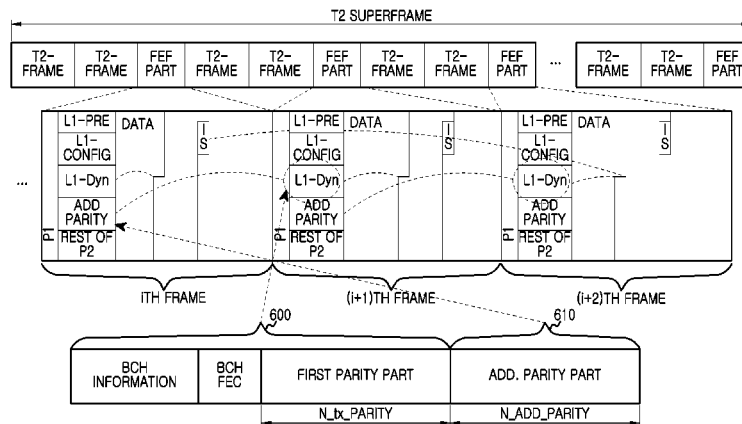 T2 SUPERFRAME
T2-FRAME T2-FRAME FEF PART T2-FRAME T2-FRAME FEF PART T2-FRAME T2-FRAME FEF PART ... T2-FRAME T2-FRAME FEF PART
...
P1
L1-PRE
L1-CONFIG
L1-Dyn
ADD PARITY
REST OF P2
DATA
IS
P1
L1-PRE
L1-CONFIG
L1-Dyn
ADD PARITY
REST OF P2
DATA
IS
P1
L1-PRE
L1-CONFIG
L1-Dyn
ADD PARITY
REST OF P2
DATA
IS
iTH FRAME (i+1)TH FRAME (i+2)TH FRAME
600 610
BCH INFORMATION
BCH FEC
FIRST PARITY PART
ADD. PARITY PART
N_tx_PARITY N_ADD_PARITY